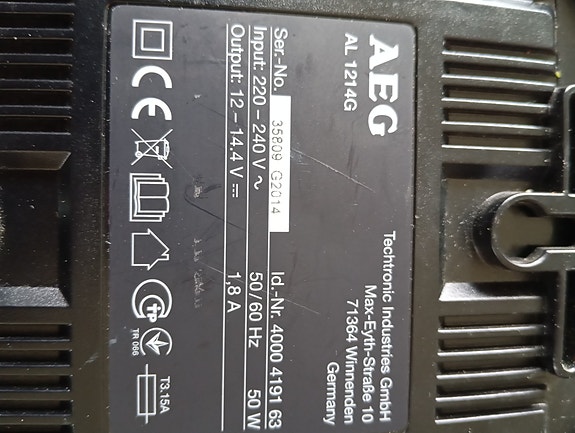 AEG
AL 1214G
Techtronic Industries GmbH
Max-Eyth-Straße 10
71364 Winnenden
Germany
Ser.-No. 35809 G2014 Id.-Nr. 4000 4191 63
Input: 220 – 240 V ~ 50 / 60 Hz 50 W
Output: 12 – 14.4 V ⎓ 1,8 A
CE
TR 066
T3.15A